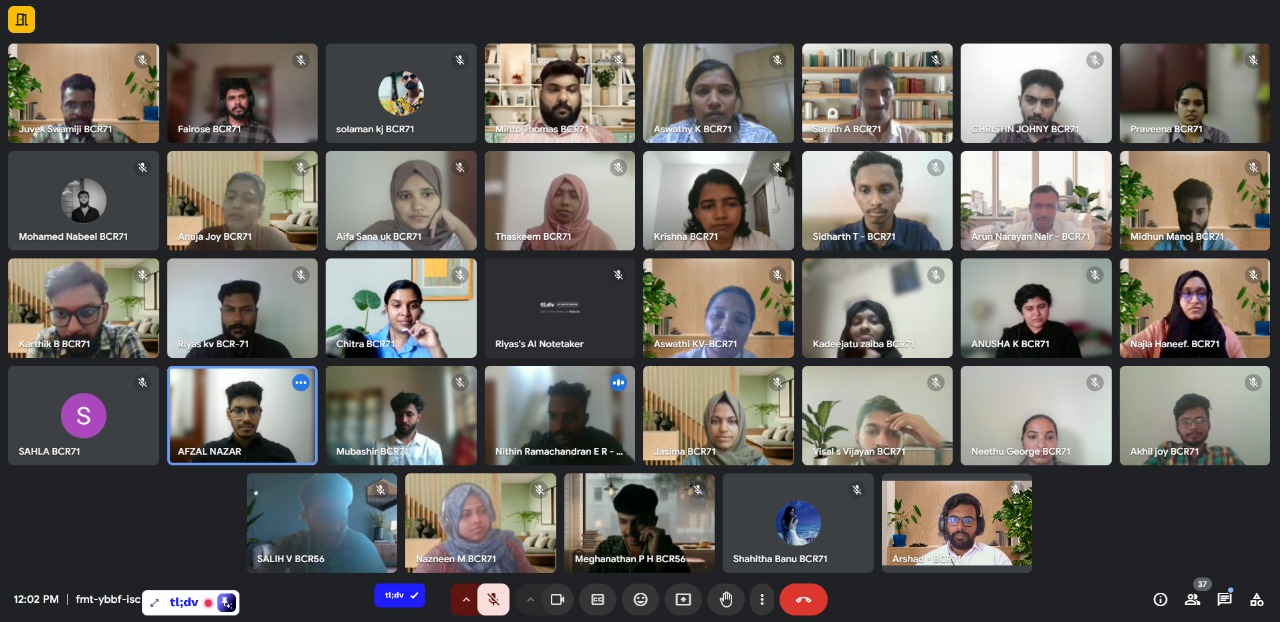 Juvek Swamiji BCR71
Fairose BCR71
solaman kj BCR71
Minto Thomas BCR71
Aswathy K BCR71
Sarath A BCR71
CHRISTIN JOHNY BCR71
Praveena BCR71
Mohamed Nabeel BCR71
Anuja Joy BCR71
Aifa Sana uk BCR71
Thaskeem BCR71
Krishna BCR71
Sidharth T - BCR71
Arun Narayan Nair - BCR71
Midhun Manoj BCR71
Karthik B BCR71
Riyas kv BCR-71
Chitra BCR71
tl;dv
Riyas's AI Notetaker
Aswathi KV-BCR71
Kadeejatu zaiba BCR71
ANUSHA K BCR71
Najla Haneef. BCR71
S
SAHLA BCR71
AFZAL NAZAR
Mubashir BCR71
Nithin Ramachandran E R - ...
Jasima BCR71
Visal s Vijayan BCR71
Neethu George BCR71
Akhil joy BCR71
SALIH V BCR56
Nazneen M BCR71
Meghanathan P H BCR56
Shahitha Banu BCR71
Arshad BCR71
12:02 PM | fmt-ybbf-isc
tl;dv
tl;dv
37